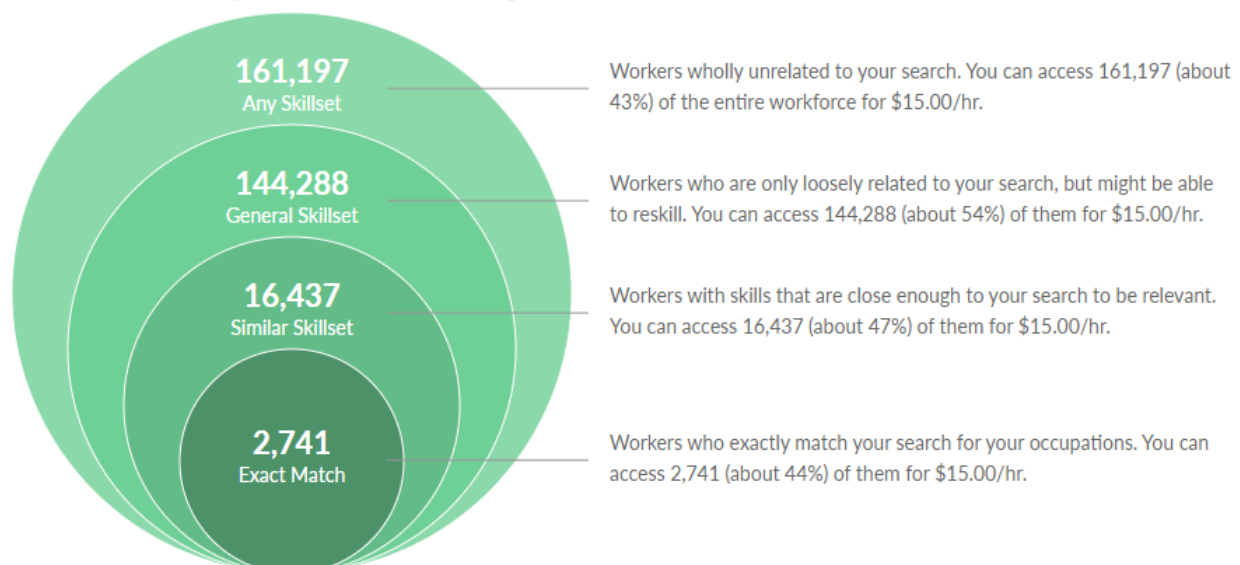 161,197
Any Skillset
Workers wholly unrelated to your search. You can access 161,197 (about
43%) of the entire workforce for $15.00/hr.
144,288
General Skillset
Workers who are only loosely related to your search, but might be able
to reskill. You can access 144,288 (about 54%) of them for $15.00/hr.
16,437
Similar Skillset
Workers with skills that are close enough to your search to be relevant.
You can access 16,437 (about 47%) of them for $15.00/hr.
2,741
Exact Match
Workers who exactly match your search for your occupations. You can
access 2,741 (about 44%) of them for $15.00/hr.